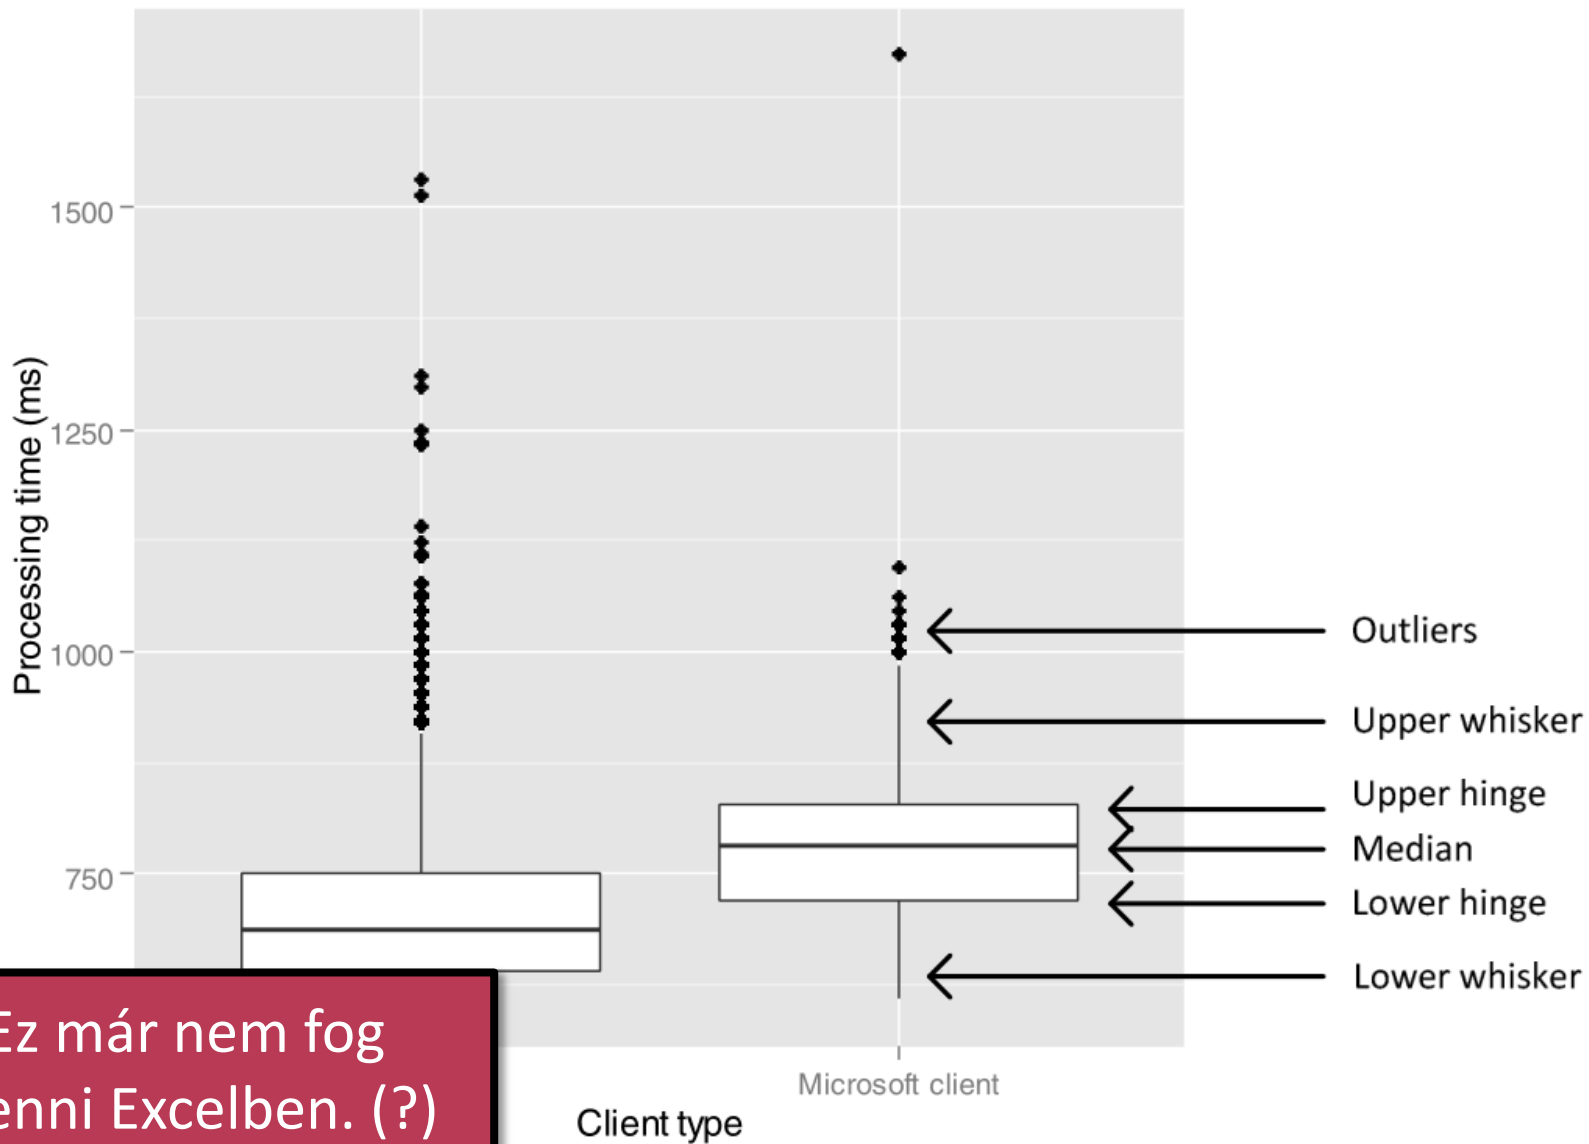 1500
1250
1000
750
Processing time (ms)
Outliers
Upper whisker
Upper hinge
Median
Lower hinge
Lower whisker
Microsoft client
Client type
Ez már nem fog
enni Excelben. (?)